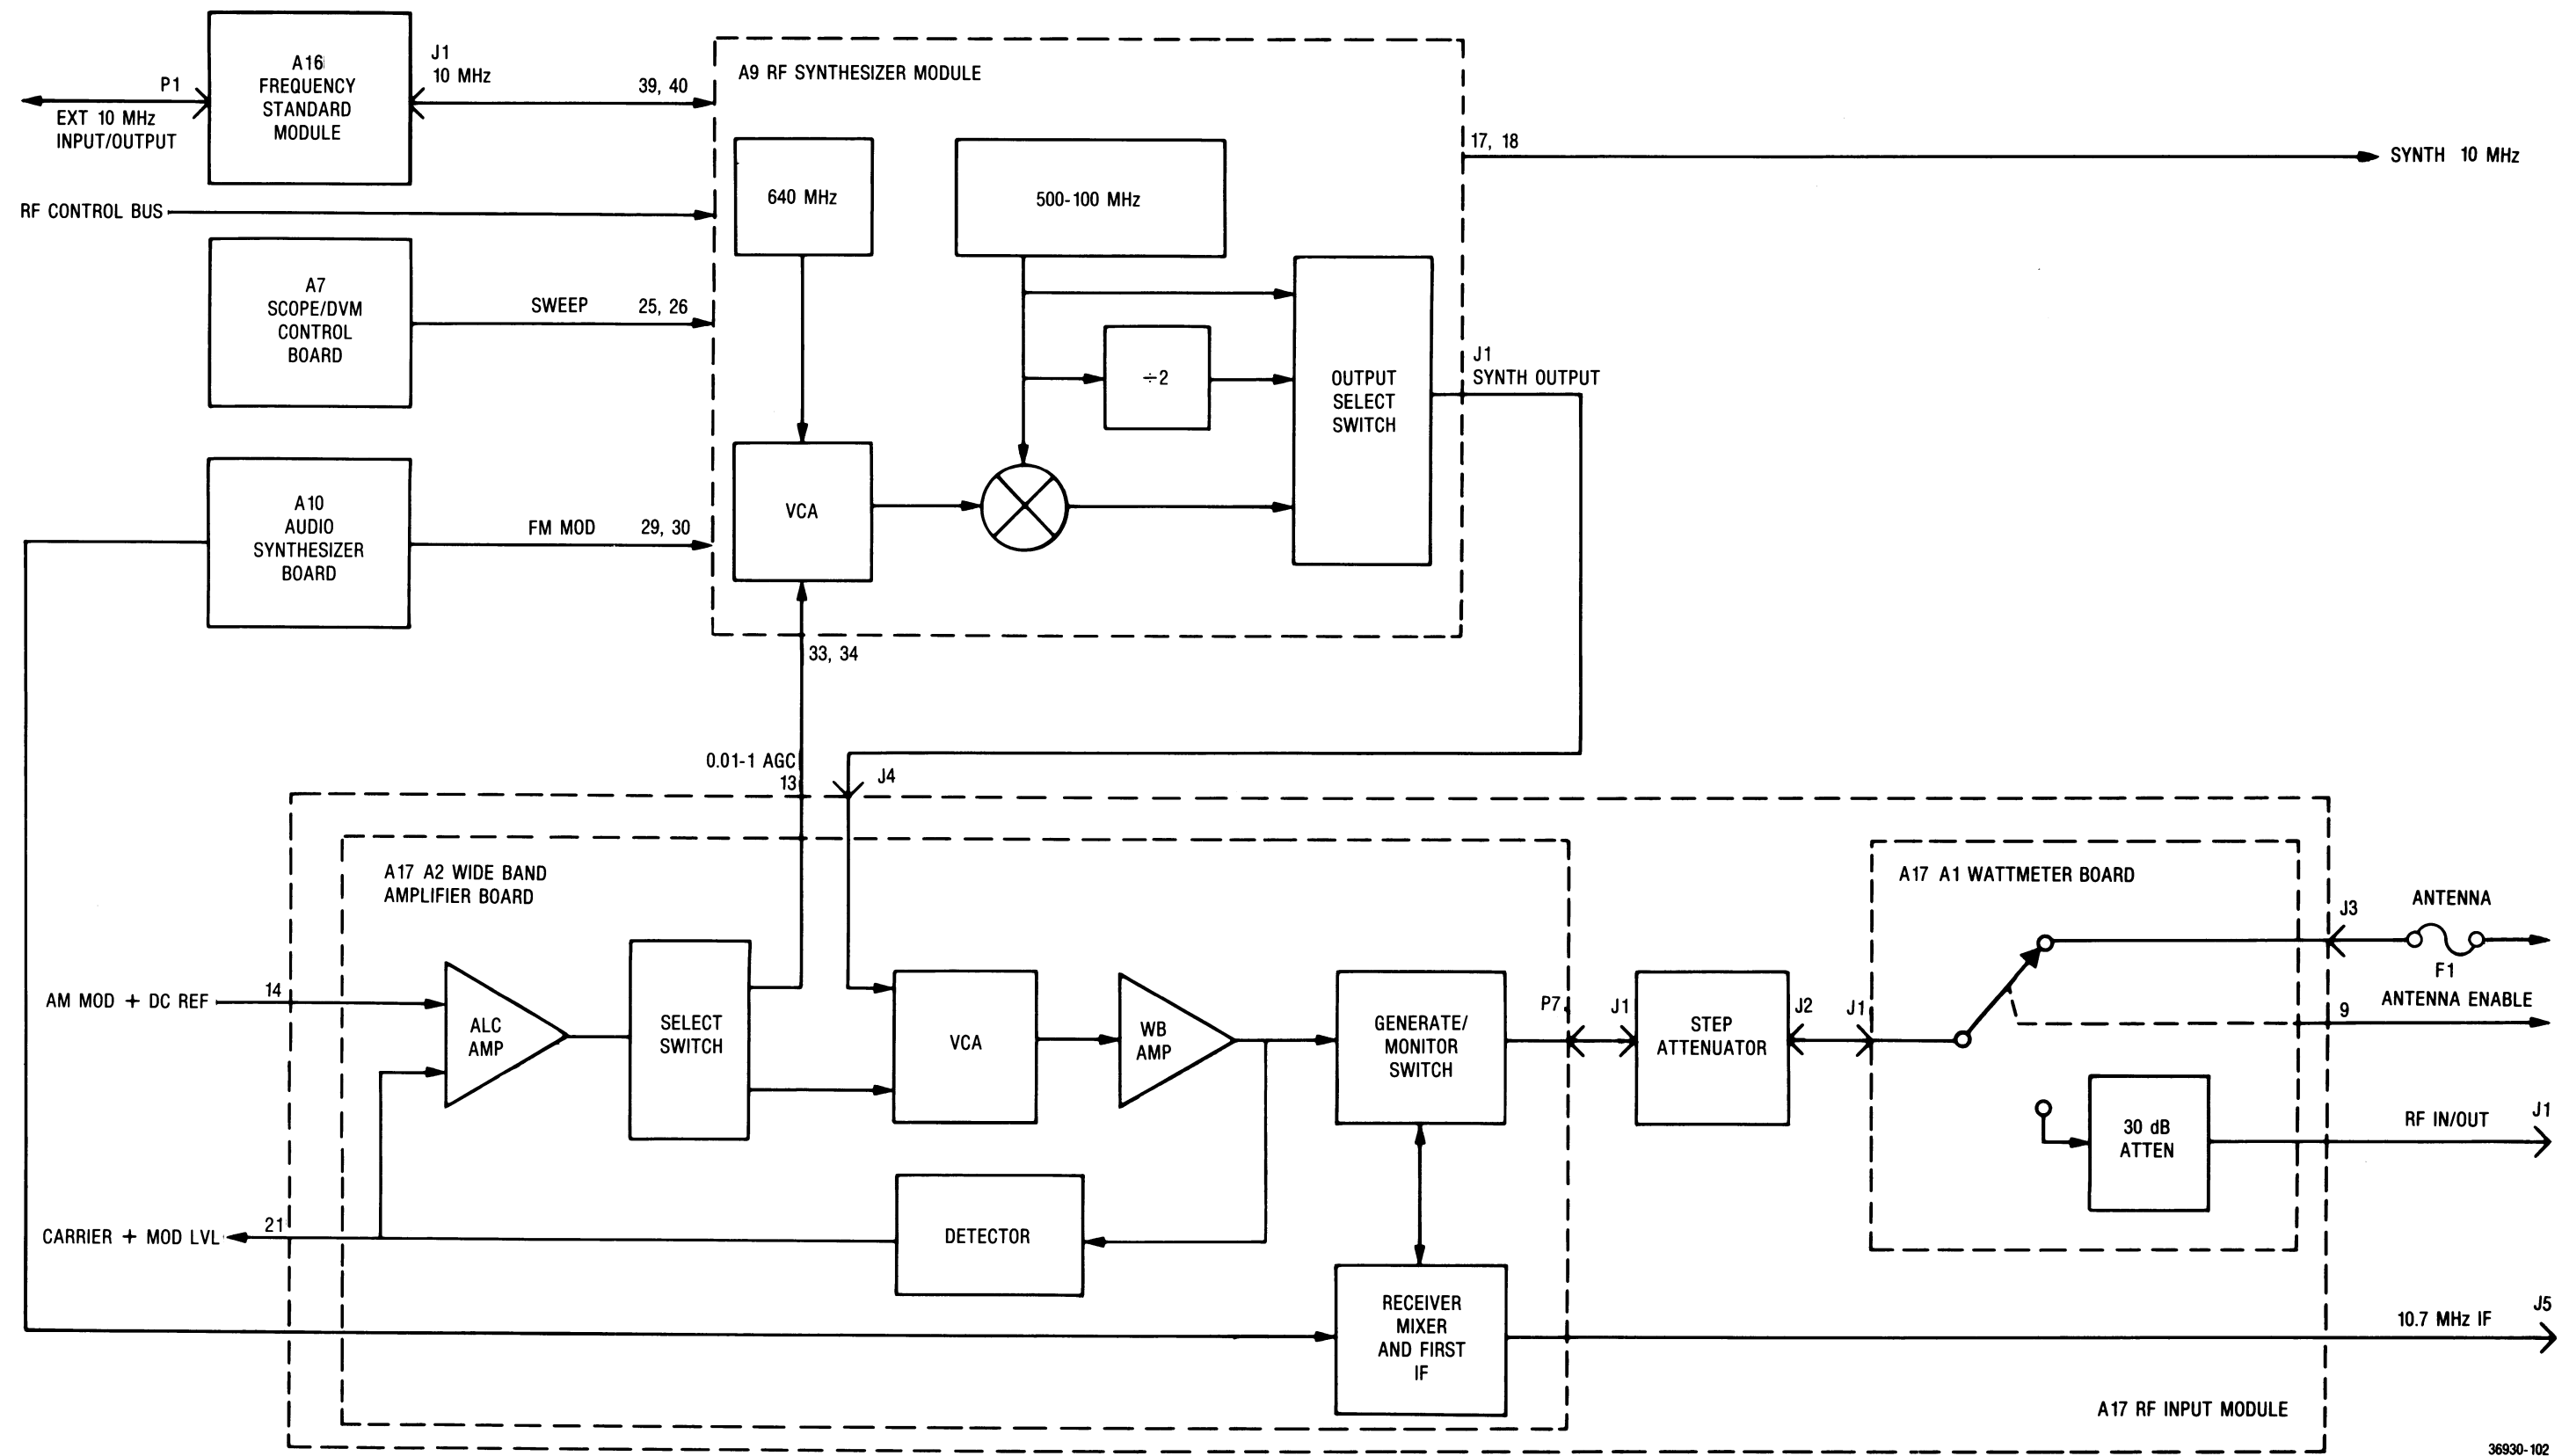 A16
FREQUENCY
STANDARD
MODULE
P1
EXT 10 MHz
INPUT/OUTPUT
J1
10 MHz
39, 40
RF CONTROL BUS
A7
SCOPE/DVM
CONTROL
BOARD
SWEEP
25, 26
A10
AUDIO
SYNTHESIZER
BOARD
FM MOD
29, 30
A9 RF SYNTHESIZER MODULE
640 MHz
500-100 MHz
÷2
VCA
OUTPUT
SELECT
SWITCH
17, 18
SYNTH 10 MHz
J1
SYNTH OUTPUT
33, 34
0.01-1 AGC
13
J4
A17 A2 WIDE BAND
AMPLIFIER BOARD
AM MOD + DC REF
14
ALC
AMP
SELECT
SWITCH
VCA
WB
AMP
GENERATE/
MONITOR
SWITCH
P7
J1
STEP
ATTENUATOR
J2
J1
A17 A1 WATTMETER BOARD
J3
ANTENNA
F1
ANTENNA ENABLE
9
30 dB
ATTEN
RF IN/OUT
J1
CARRIER + MOD LVL
21
DETECTOR
RECEIVER
MIXER
AND FIRST
IF
10.7 MHz IF
J5
A17 RF INPUT MODULE
36930-102